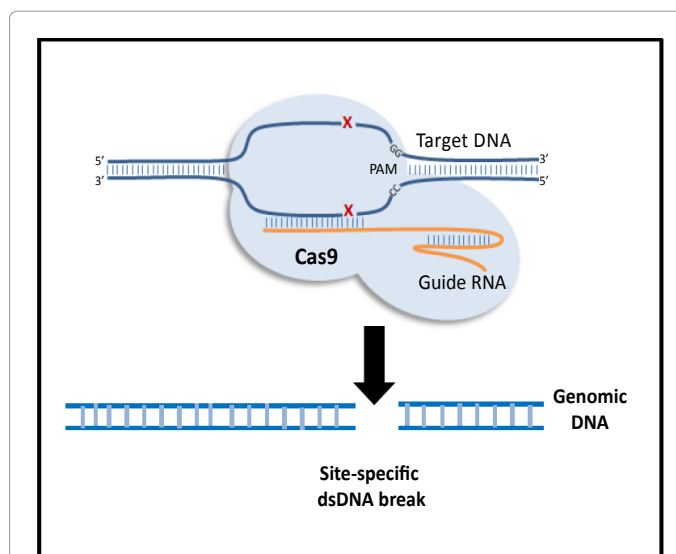 X
GG
Target DNA
5’
3’
PAM
3’
5’
CC
X
Cas9
Guide RNA
Genomic
DNA
Site-specific
dsDNA break